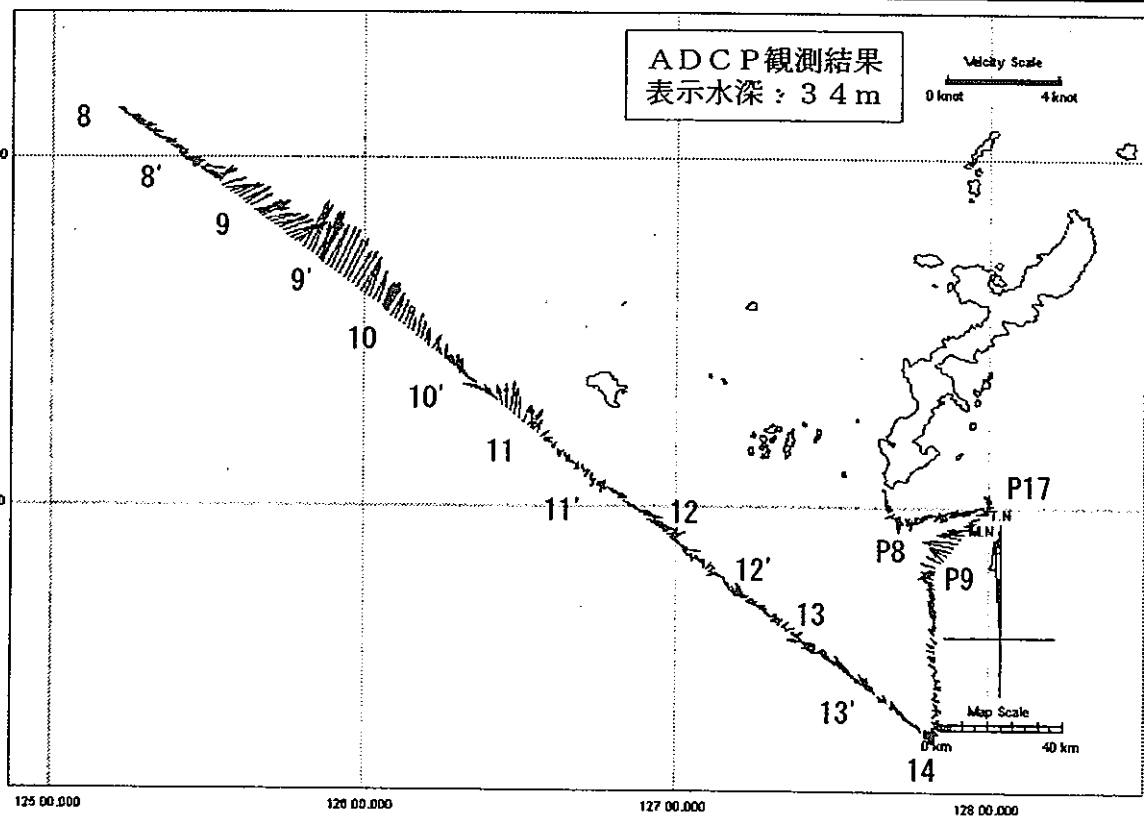 ADCP観測結果
表示水深:34m
Velcity Scale
0 knot 4 knot
8
0
8'
9
9'
10
10'
11
11'
12
0
P17
T.N
M.N
P8
P9
12'
13
13'
Map Scale
0 km 40 km
14
125 00.000 126 00.000 127 00.000 128 00.000